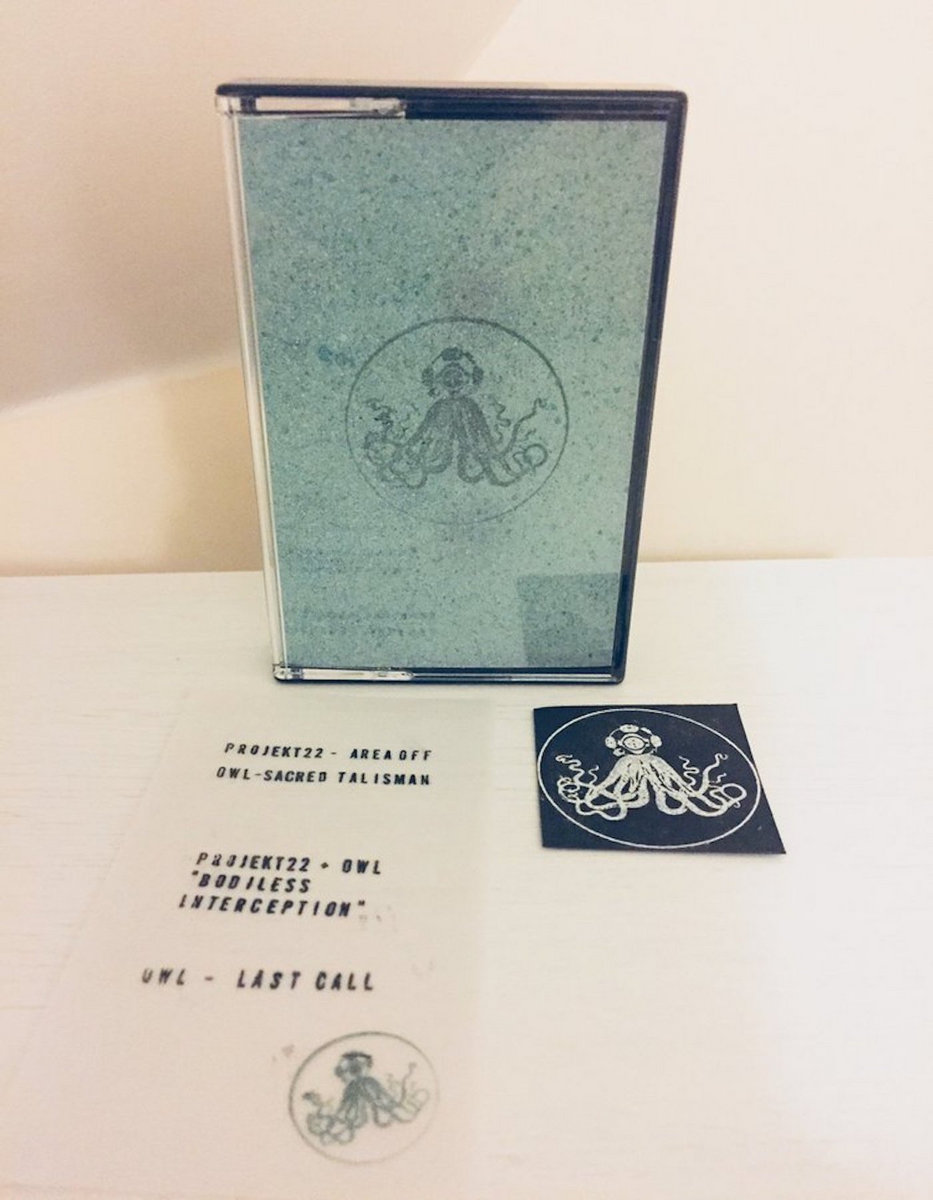 PROJEKT22 - AREA OFF
OWL-SACRED TALISMAN
PROJEKT22 + OWL
"BODILESS
INTERCEPTION"
OWL - LAST CALL